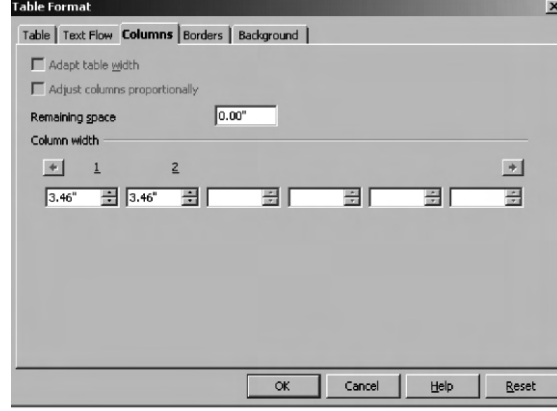 Table Format
Table Text Flow Columns Borders Background
Adapt table width
Adjust columns proportionally
Remaining space 0.00"
Column width
1 2
3.46" 3.46"
OK Cancel Help Reset